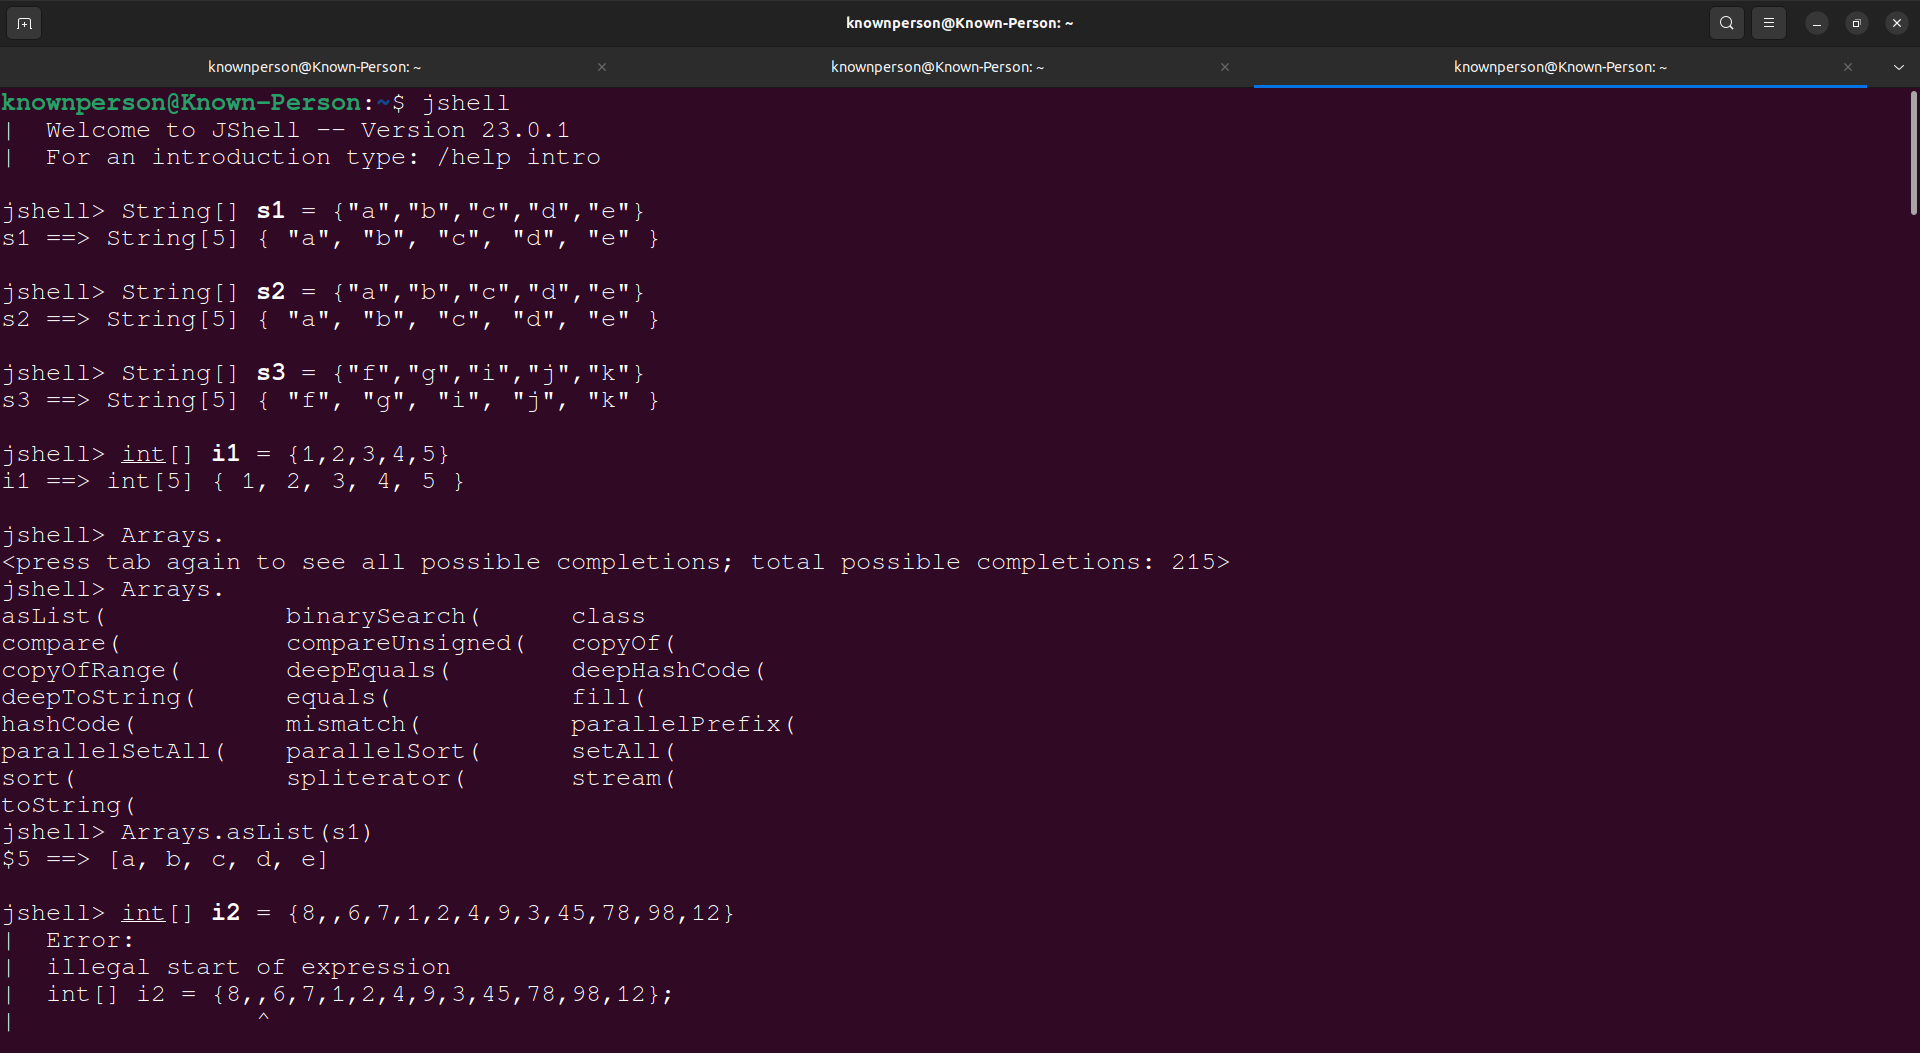 knownperson@Known-Person: ~
knownperson@Known-Person: ~ knownperson@Known-Person: ~ knownperson@Known-Person: ~
knownperson@Known-Person:~$ jshell
|  Welcome to JShell -- Version 23.0.1
|  For an introduction type: /help intro
jshell> String[] s1 = {"a","b","c","d","e"}
s1 ==> String[5] { "a", "b", "c", "d", "e" }
jshell> String[] s2 = {"a","b","c","d","e"}
s2 ==> String[5] { "a", "b", "c", "d", "e" }
jshell> String[] s3 = {"f","g","i","j","k"}
s3 ==> String[5] { "f", "g", "i", "j", "k" }
jshell> int[] i1 = {1,2,3,4,5}
i1 ==> int[5] { 1, 2, 3, 4, 5 }
jshell> Arrays.
<press tab again to see all possible completions; total possible completions: 215>
jshell> Arrays.
asList(            binarySearch(      class
compare(           compareUnsigned(   copyOf(
copyOfRange(       deepEquals(        deepHashCode(
deepToString(      equals(            fill(
hashCode(          mismatch(          parallelPrefix(
parallelSetAll(    parallelSort(      setAll(
sort(              spliterator(       stream(
toString(
jshell> Arrays.asList(s1)
$5 ==> [a, b, c, d, e]
jshell> int[] i2 = {8,,6,7,1,2,4,9,3,45,78,98,12}
|  Error:
|  illegal start of expression
|  int[] i2 = {8,,6,7,1,2,4,9,3,45,78,98,12};
|                ^